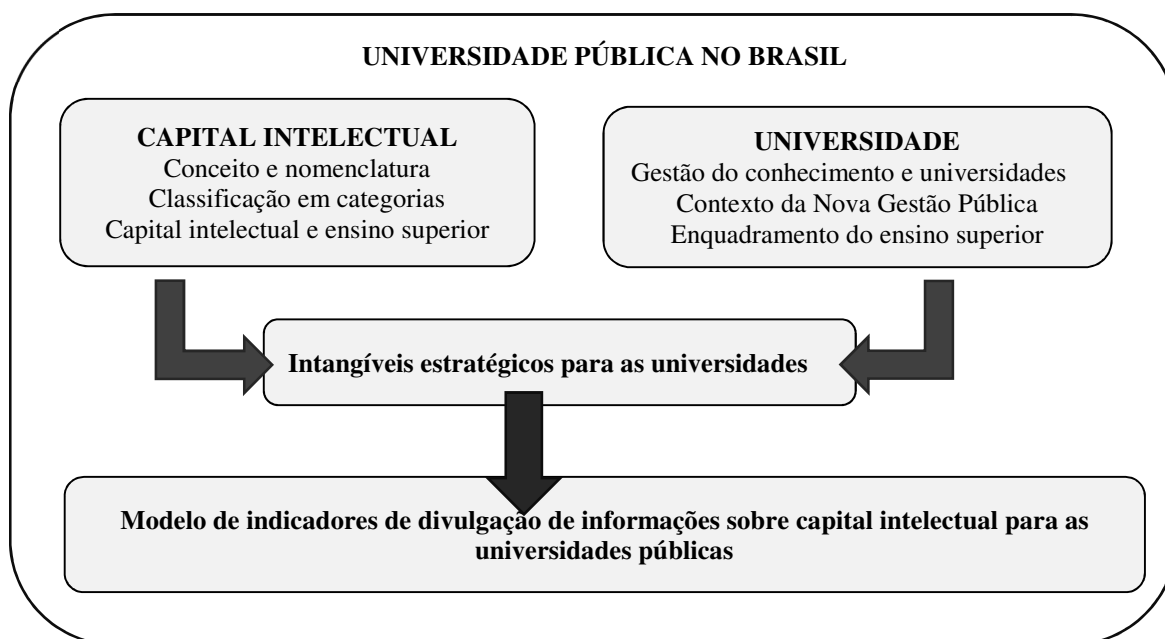 UNIVERSIDADE PÚBLICA NO BRASIL
CAPITAL INTELECTUAL
Conceito e nomenclatura
Classificação em categorias
Capital intelectual e ensino superior
UNIVERSIDADE
Gestão do conhecimento e universidades
Contexto da Nova Gestão Pública
Enquadramento do ensino superior
Intangíveis estratégicos para as universidades
Modelo de indicadores de divulgação de informações sobre capital intelectual para as
universidades públicas